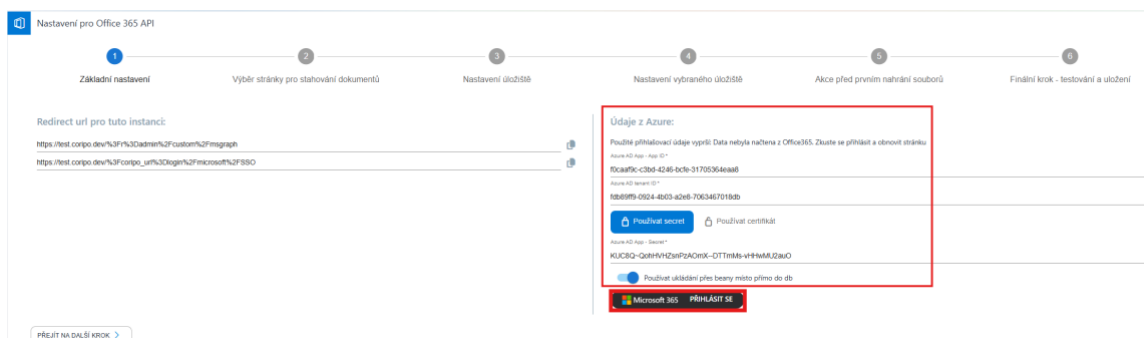 Nastavení pro Office 365 API
1 2 3 4 5 6
Základní nastavení Výběr stránky pro stahování dokumentů Nastavení úložiště Nastavení vybraného úložiště Akce před prvním nahrání souborů Finální krok - testování a uložení
Redirect url pro tuto instanci:
https://test.coripo.dev/%3Fr%3Dadmin%2Fcustom%2Fmsgraph
https://test.coripo.dev/%3Fcoripo_url%3Dlogin%2Fmicrosoft%2FSSO
Údaje z Azure:
Použité přihlašovací údaje vyprší: Data nebyla načtena z Office365. Zkuste se přihlásit a obnovit stránku
Azure AD App - App ID *
f0caaf9c-c3bd-4246-bcfe-31705364eaa8
Azure AD tenant ID *
fdb89ff9-0924-4b03-a2e6-7063467018db
Používat secret Používat certifikát
Azure AD App - Secret *
KUC8Q~QohHVHZsnPzAOmX--DTTmMs-vHHwMU2auO
Používat ukládání přes beany místo přímo do db
Microsoft 365 PŘIHLÁSIT SE
PŘEJÍT NA DALŠÍ KROK >